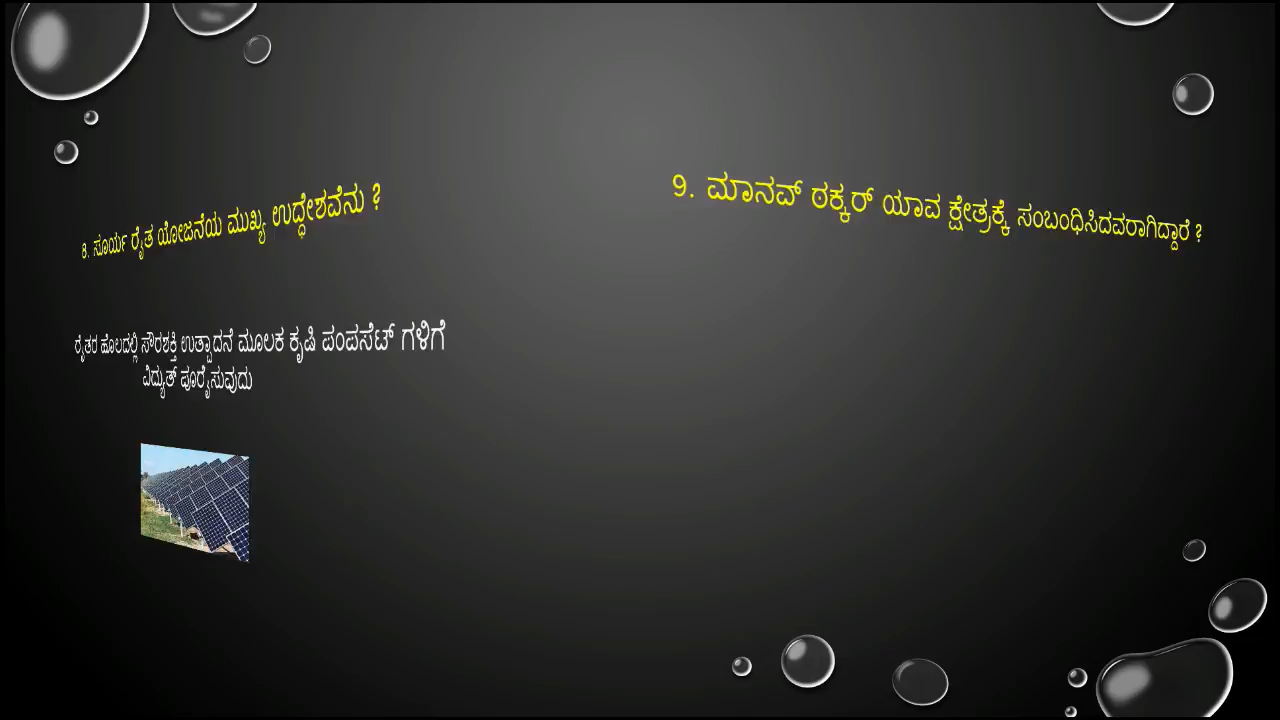 8. ಸೂರ್ಯ ರೈತ ಯೋಜನೆಯ ಮುಖ್ಯ ಉದ್ಧೇಶವೆನು ?
ರೈತರ ಹೊಲದಲ್ಲಿ ಸೌರಶಕ್ತಿ ಉತ್ಪಾದನೆ ಮೂಲಕ ಕೃಷಿ ಪಂಪಸೆಟ್ ಗಳಿಗೆ
ವಿದ್ಯುತ್ ಪೂರೈಸುವುದು
9. ಮಾನವ್ ಠಕ್ಕರ್ ಯಾವ ಕ್ಷೇತ್ರಕ್ಕೆ ಸಂಬಂಧಿಸಿದವರಾಗಿದ್ದಾರೆ ?